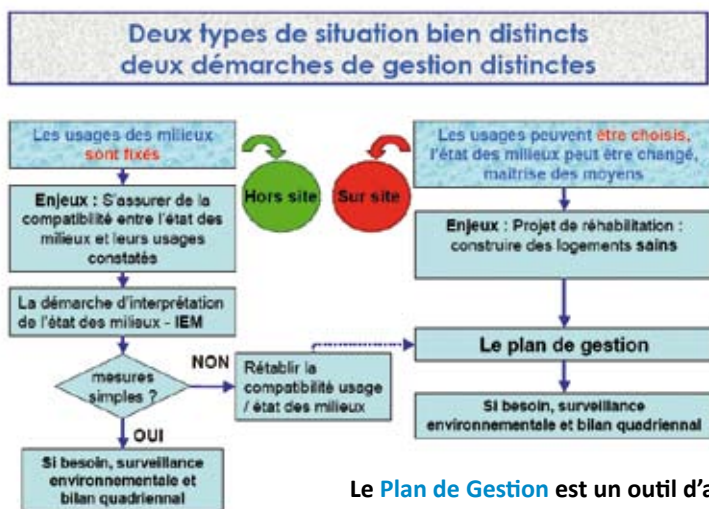 Deux types de situation bien distincts
deux démarches de gestion distinctes
Les usages des milieux
sont fixés
Enjeux : S'assurer de la
compatibilité entre l'état des
milieux et leurs usages
constatés
La démarche d'interprétation
de l'état des milieux - IEM
mesures
simples ?
NON
OUI
Rétablir la
compatibilité usage
/ état des milieux
Si besoin, surveillance
environnementale et
bilan quadriennal
Hors site
Sur site
Les usages peuvent être choisis,
l'état des milieux peut être changé,
maîtrise des moyens
Enjeux : Projet de réhabilitation :
construire des logements sains
Le plan de gestion
Si besoin, surveillance
environnementale et bilan quadriennal
Le Plan de Gestion est un outil d'a